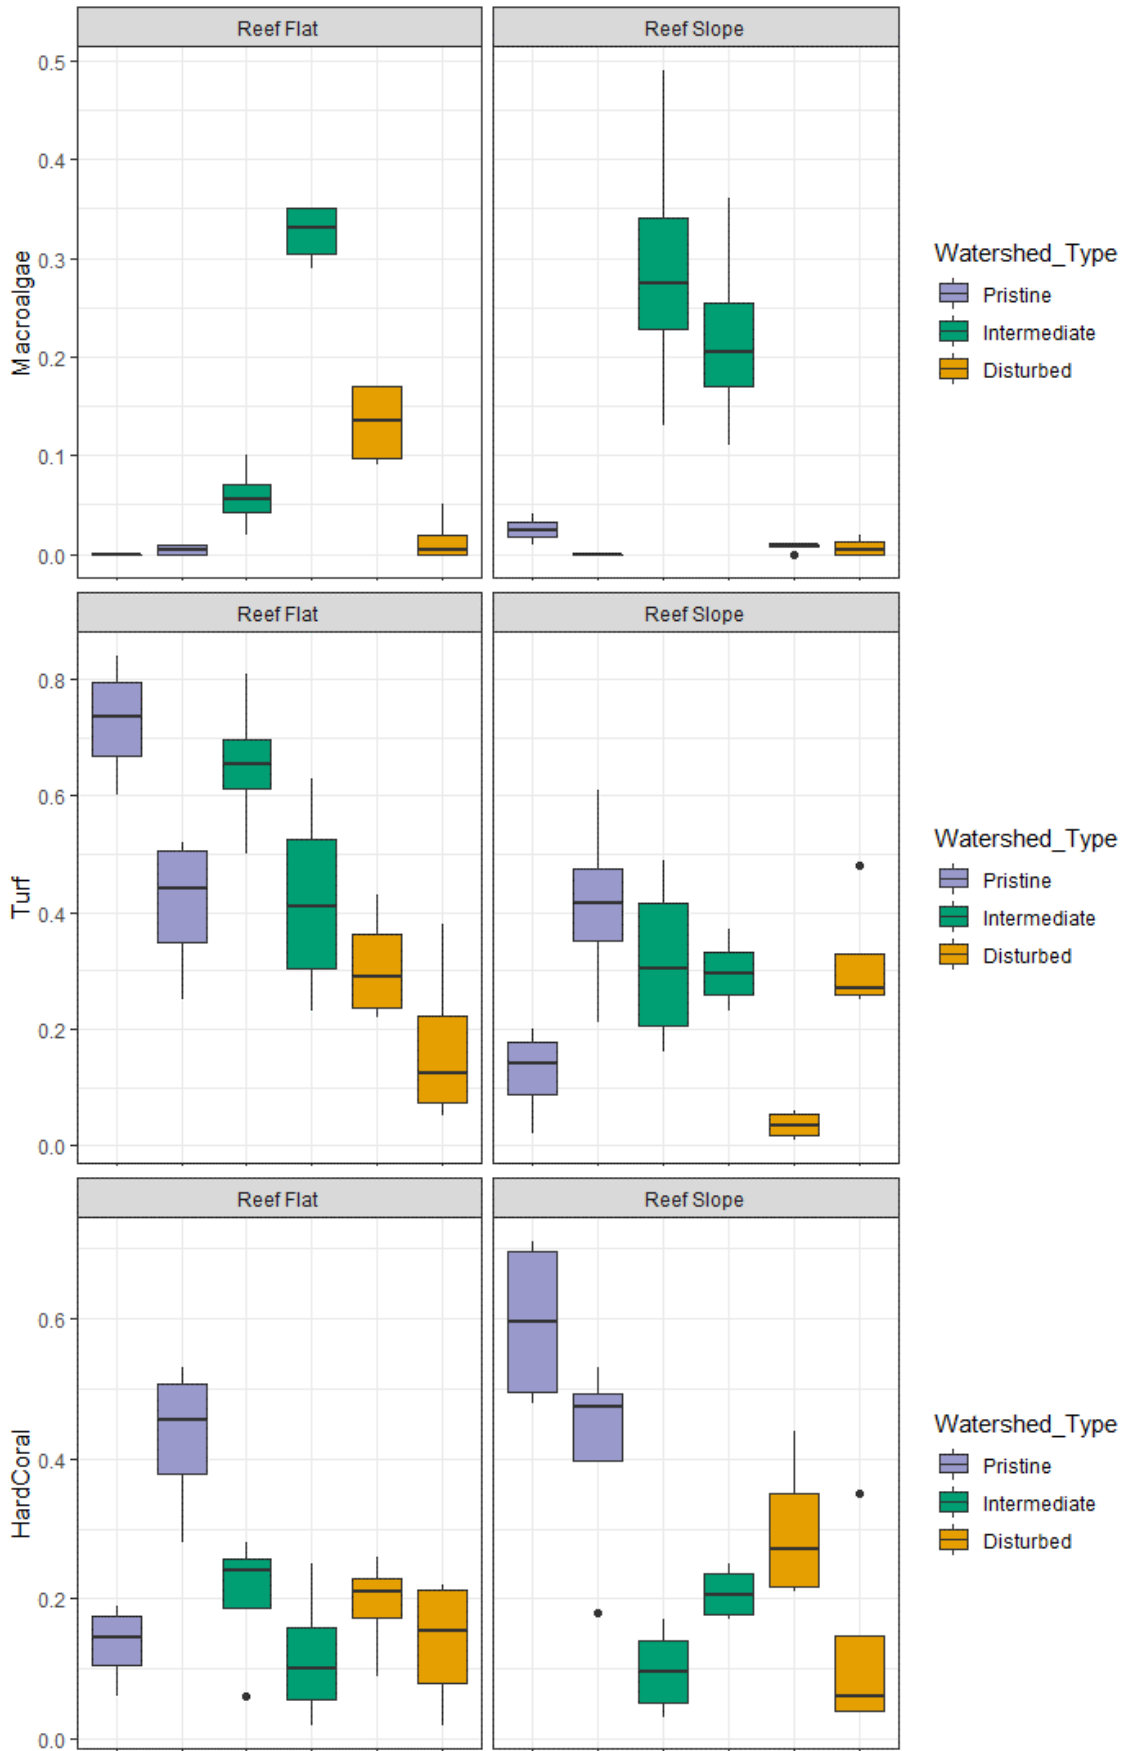 Reef Flat
Reef Slope
0.5
0.4
0.3
0.2
0.1
0.0
Macroalgae
Watershed_Type
Pristine
Intermediate
Disturbed
Reef Flat
Reef Slope
0.8
0.6
0.4
0.2
0.0
Turf
Watershed_Type
Pristine
Intermediate
Disturbed
Reef Flat
Reef Slope
0.6
0.4
0.2
0.0
HardCoral
Watershed_Type
Pristine
Intermediate
Disturbed